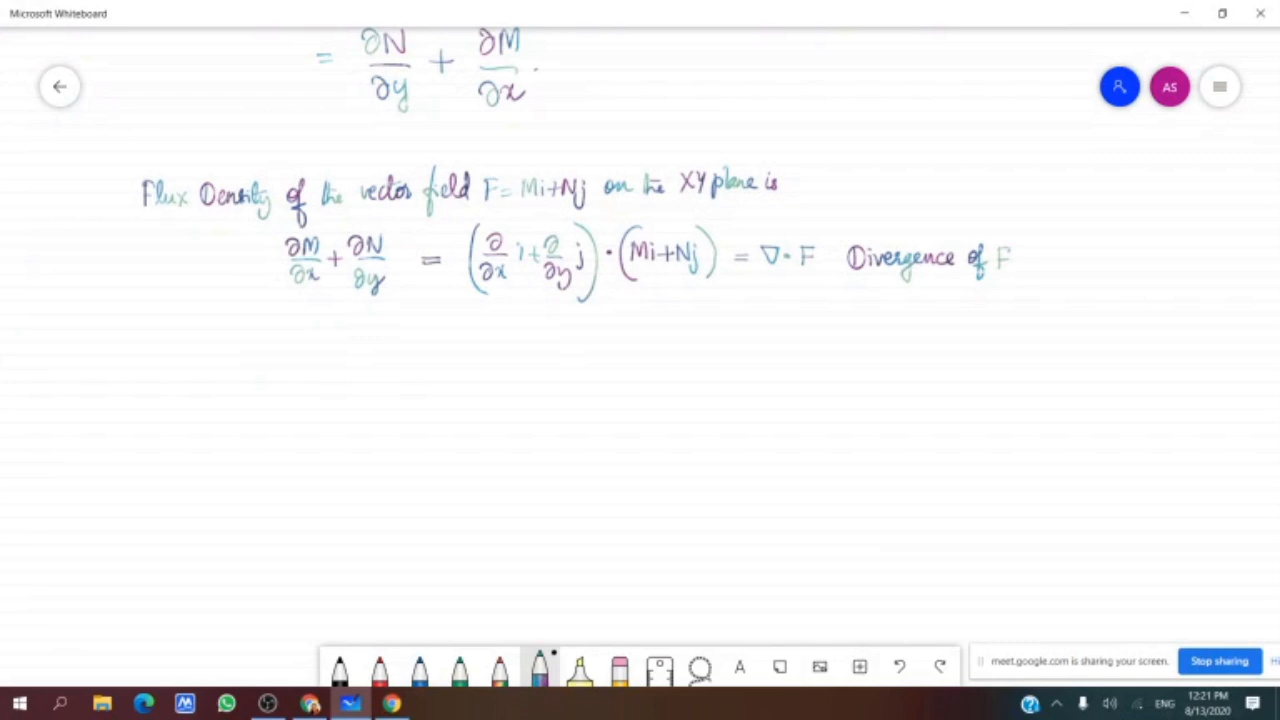 Microsoft Whiteboard
= ∂N/∂y + ∂M/∂x.
AS
Flux Density of the vector field F = Mi+Nj on the XY plane is
∂M/∂x + ∂N/∂y = (∂/∂x i + ∂/∂y j) · (Mi+Nj) = ∇· F Divergence of F
A
meet.google.com is sharing your screen. Stop sharing Hi
ENG 12:21 PM
8/13/2020